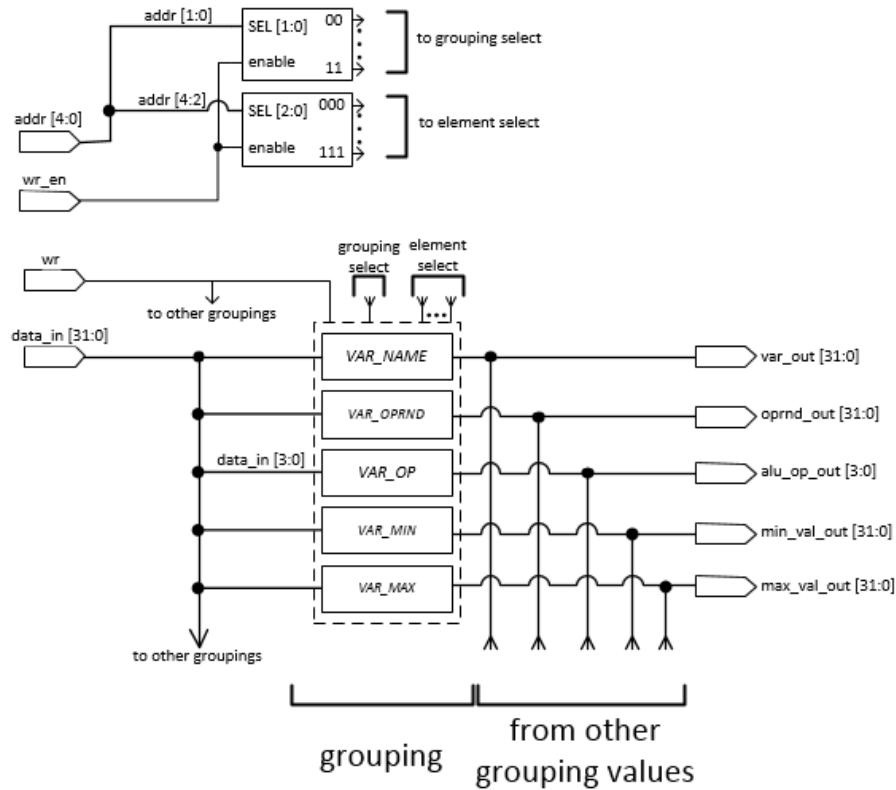 addr [1:0]
SEL [1:0]
00
enable
11
to grouping select
addr [4:2]
SEL [2:0]
000
enable
111
to element select
addr [4:0]
wr_en
wr
grouping
select
element
select
to other groupings
data_in [31:0]
VAR_NAME
var_out [31:0]
VAR_OPRND
oprnd_out [31:0]
data_in [3:0]
VAR_OP
alu_op_out [3:0]
VAR_MIN
min_val_out [31:0]
VAR_MAX
max_val_out [31:0]
to other groupings
grouping
from other
grouping values